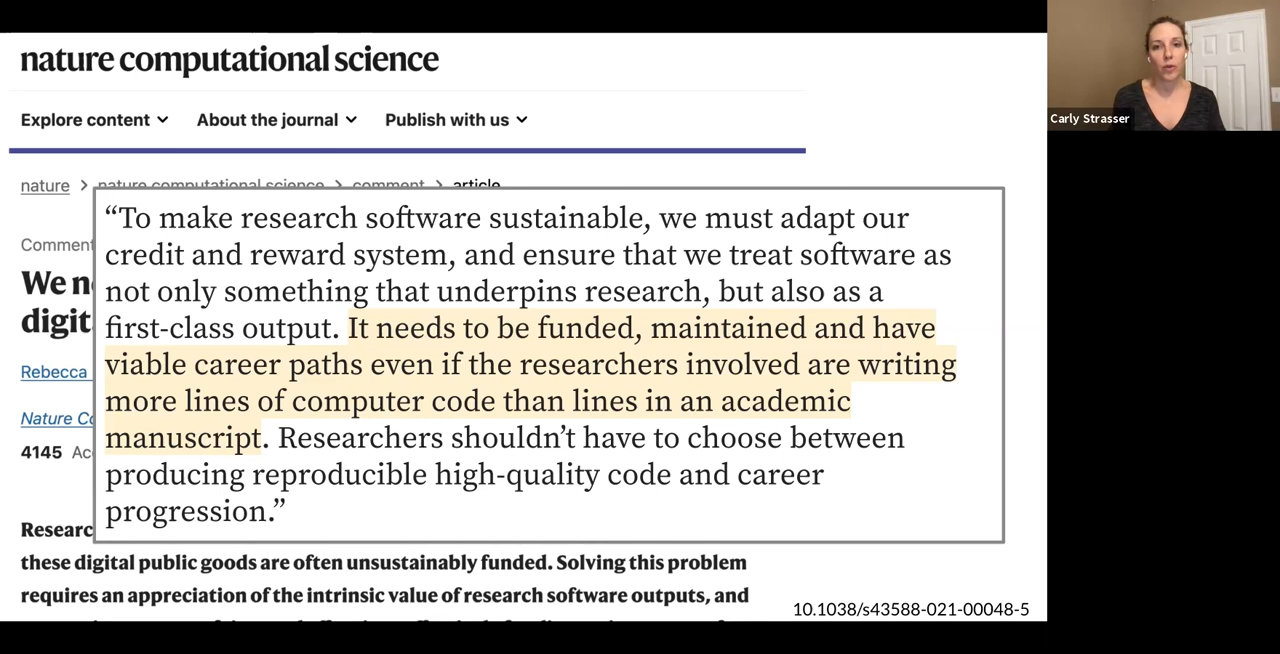 nature computational science
Explore content
About the journal
Publish with us
nature > nature computational science > comment > article
Comment
We
digit
Rebecca
Nature
4145
“To make research software sustainable, we must adapt our
credit and reward system, and ensure that we treat software as
not only something that underpins research, but also as a
first-class output. It needs to be funded, maintained and have
viable career paths even if the researchers involved are writing
more lines of computer code than lines in an academic
manuscript. Researchers shouldn’t have to choose between
producing reproducible high-quality code and career
progression.”
Researc
these digital public goods are often unsustainably funded. Solving this problem
requires an appreciation of the intrinsic value of research software outputs, and
10.1038/s43588-021-00048-5
Carly Strasser